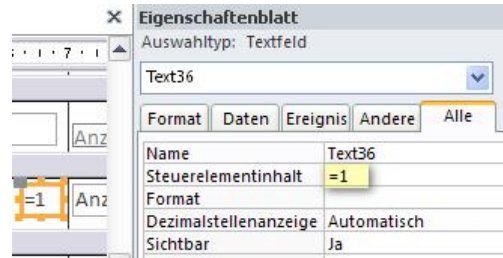 Eigenschaftenblatt
Auswahltyp: Textfeld
7
Text36
Format Daten Ereignis Andere Alle
Anz
Name Text36
Steuerelementinhalt =1
=1 Anz
Format
Dezimalstellenanzeige Automatisch
Sichtbar Ja